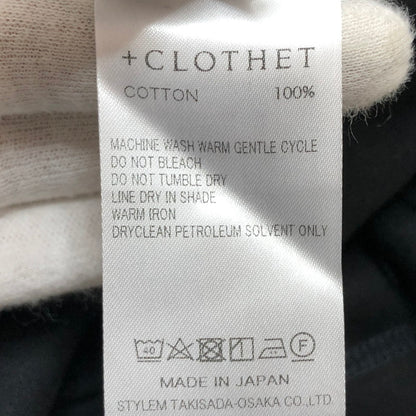 +CLOTHET
COTTON 100%
MACHINE WASH WARM GENTLE CYCLE
DO NOT BLEACH
DO NOT TUMBLE DRY
LINE DRY IN SHADE
WARM IRON
DRYCLEAN PETROLEUM SOLVENT ONLY
40 F
MADE IN JAPAN
STYLEM TAKISADA-OSAKA CO.,LTD